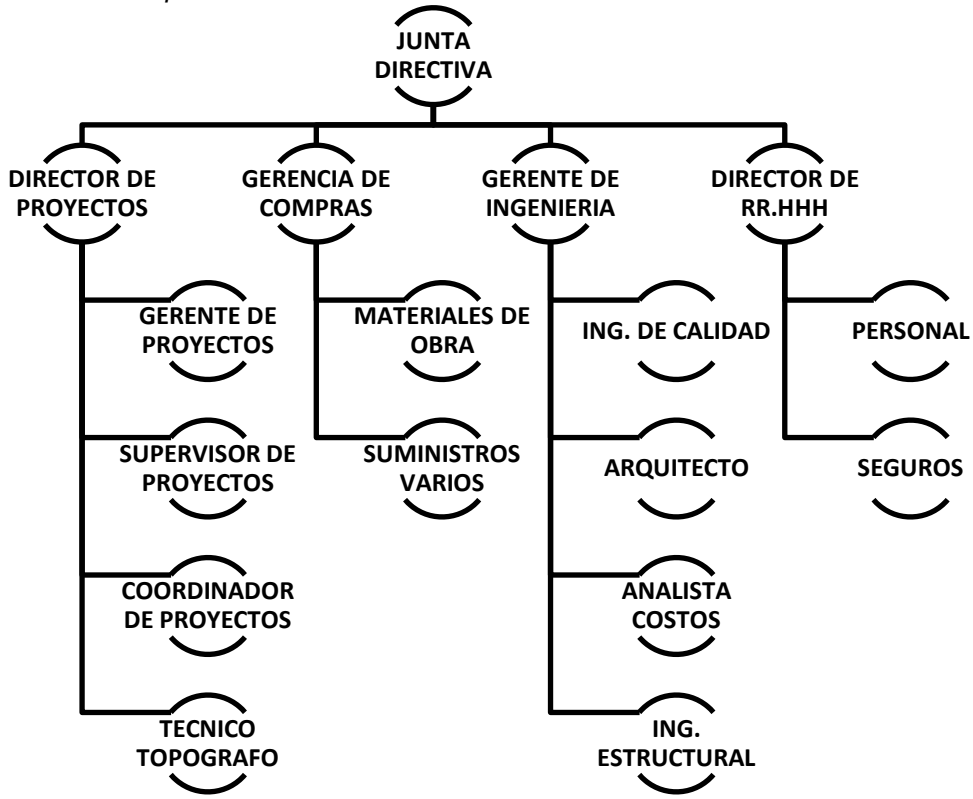 JUNTA
DIRECTIVA
DIRECTOR DE
PROYECTOS
GERENCIA DE
COMPRAS
GERENTE DE
INGENIERIA
DIRECTOR DE
RR.HHH
GERENTE DE
PROYECTOS
MATERIALES DE
OBRA
ING. DE CALIDAD
PERSONAL
SUPERVISOR DE
PROYECTOS
SUMINISTROS
VARIOS
ARQUITECTO
SEGUROS
COORDINADOR
DE PROYECTOS
ANALISTA
COSTOS
TECNICO
TOPOGRAFO
ING.
ESTRUCTURAL